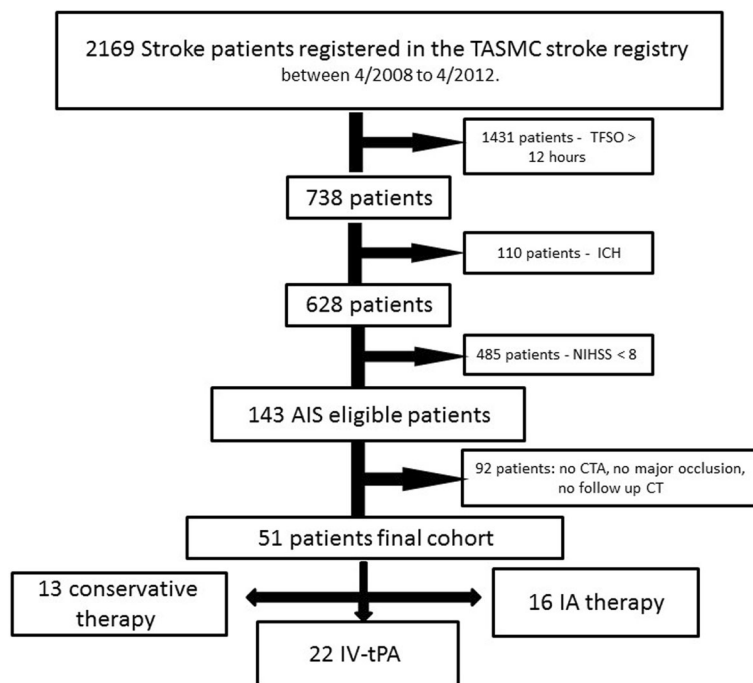 2169 Stroke patients registered in the TASMC stroke registry
between 4/2008 to 4/2012.
1431 patients - TFSO >
12 hours
738 patients
110 patients - ICH
628 patients
485 patients - NIHSS < 8
143 AIS eligible patients
92 patients: no CTA, no major occlusion,
no follow up CT
51 patients final cohort
13 conservative
therapy
16 IA therapy
22 IV-tPA